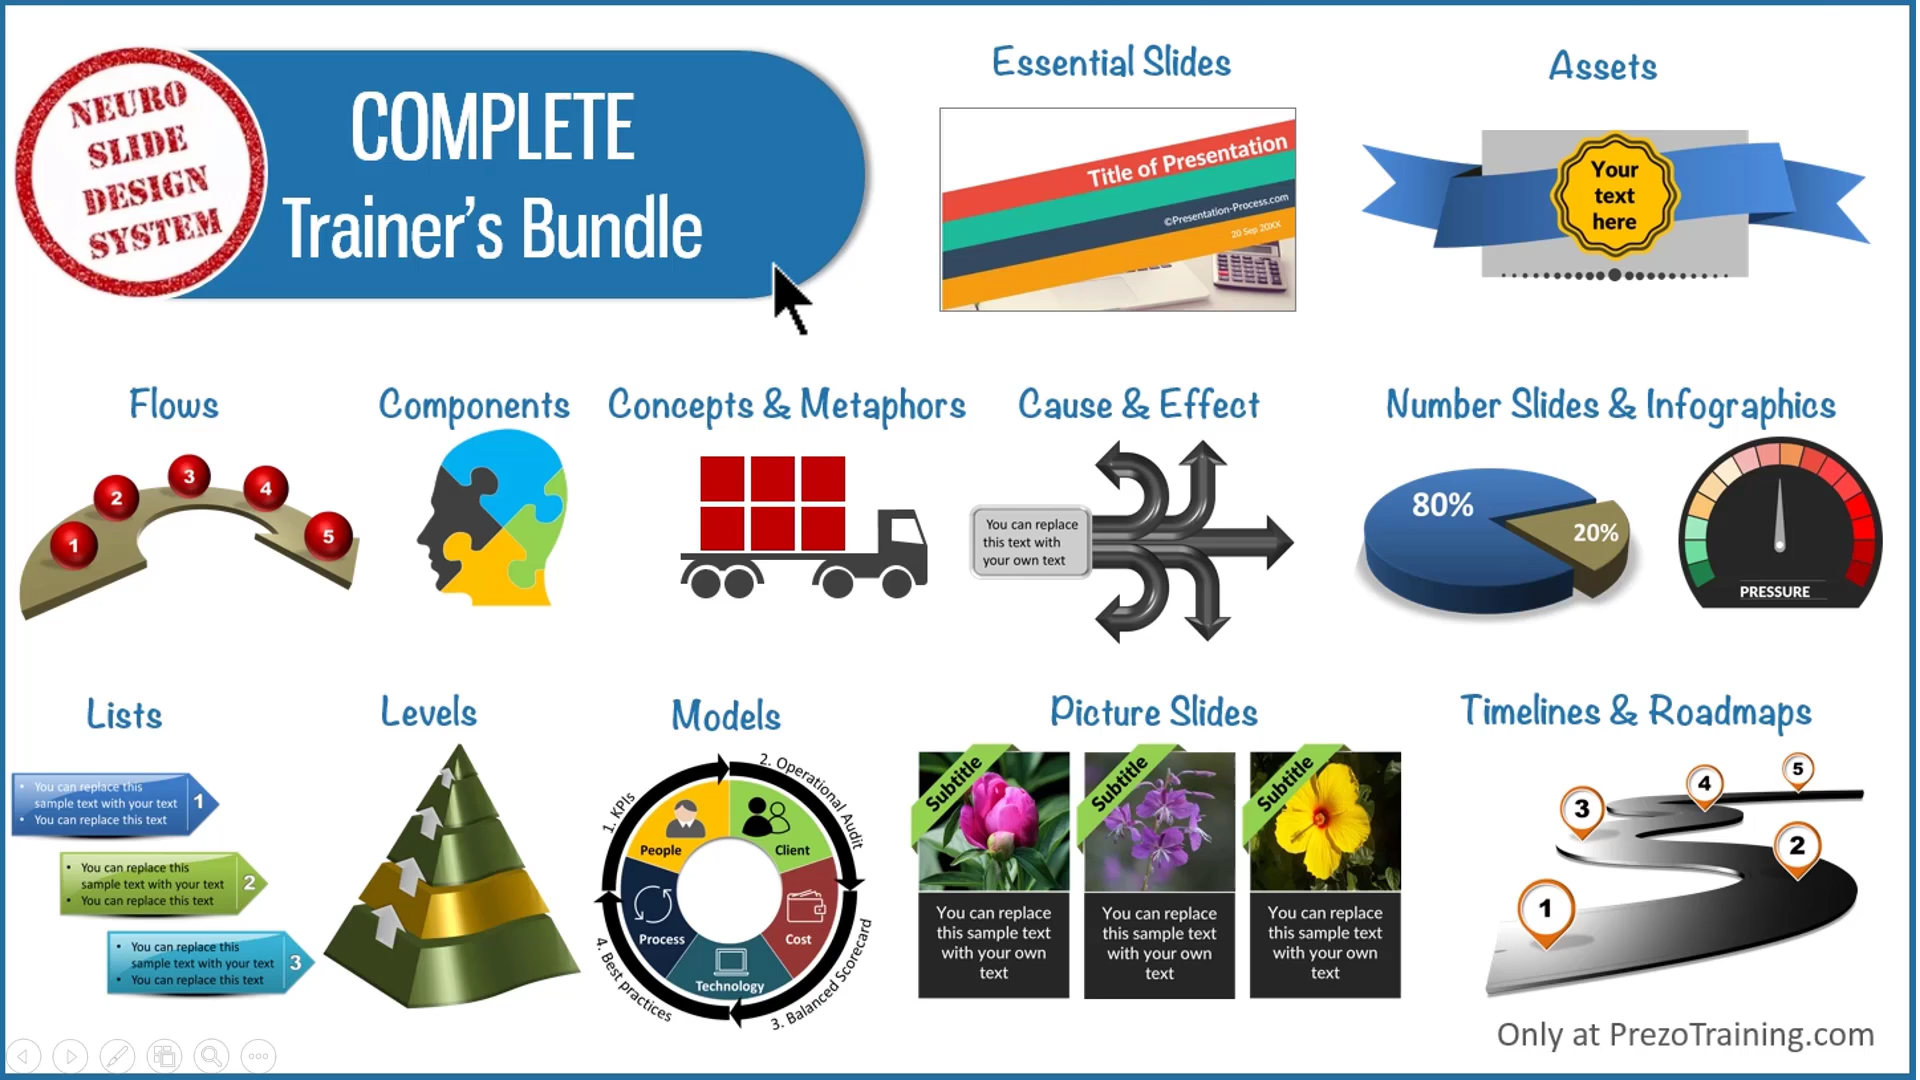 NEURO
SLIDE
DESIGN
SYSTEM
COMPLETE
Trainer's Bundle
Essential Slides
Title of Presentation
©Presentation-Process.com
20 Sep 20XX
Assets
Your
text
here
Flows
1
2
3
4
5
Components
Concepts & Metaphors
Cause & Effect
You can replace
this text with
your own text
Number Slides & Infographics
80%
20%
PRESSURE
Lists
• You can replace this
sample text with your text
• You can replace this text
1
• You can replace this
sample text with your text
• You can replace this text
2
• You can replace this
sample text with your text
• You can replace this text
3
Levels
Models
1. KPIs
2. Operational Audit
3. Balanced Scorecard
4. Best practices
People
Client
Process
Cost
Technology
Picture Slides
Subtitle
You can replace
this sample text
with your own
text
Subtitle
You can replace
this sample text
with your own
text
Subtitle
You can replace
this sample text
with your own
text
Timelines & Roadmaps
1
2
3
4
5
Only at PrezoTraining.com